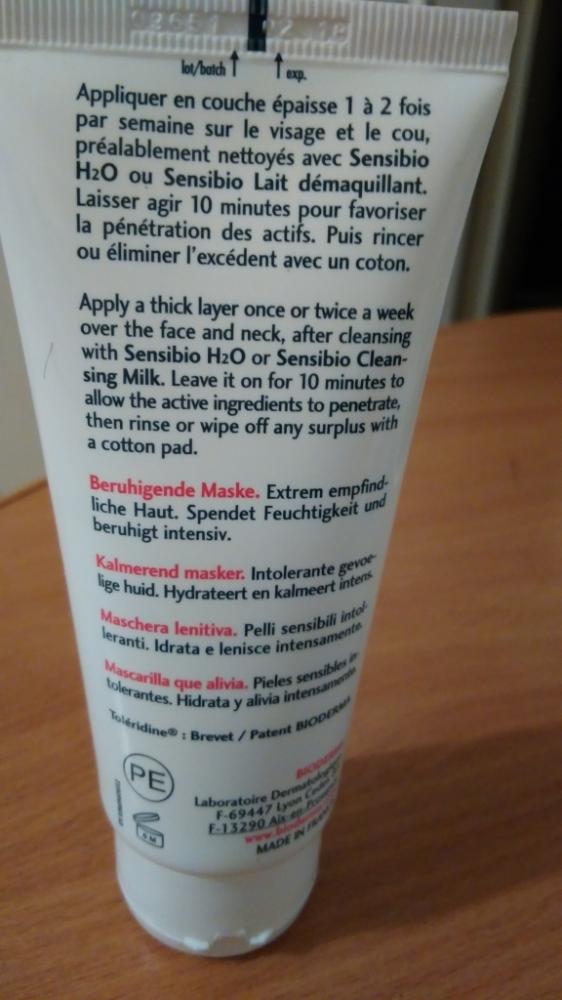 lot/batch exp.
Appliquer en couche épaisse 1 à 2 fois
par semaine sur le visage et le cou,
préalablement nettoyés avec Sensibio
H2O ou Sensibio Lait démaquillant.
Laisser agir 10 minutes pour favoriser
la pénétration des actifs. Puis rincer
ou éliminer l'excédent avec un coton.
Apply a thick layer once or twice a week
over the face and neck, after cleansing
with Sensibio H2O or Sensibio Clean-
sing Milk. Leave it on for 10 minutes to
allow the active ingredients to penetrate,
then rinse or wipe off any surplus with
a cotton pad.
Beruhigende Maske. Extrem empfind-
liche Haut. Spendet Feuchtigkeit und
beruhigt intensiv.
Kalmerend masker. Intolerante gevoe-
lige huid. Hydrateert en kalmeert intens.
Maschera lenitiva. Pelli sensibili intol-
leranti. Idrata e lenisce intensamente.
Mascarilla que alivia. Pieles sensibles in-
tolerantes. Hidrata y alivia intensamente.
Toléridine® : Brevet / Patent BIODERMA
PE
BIODERMA
Laboratoire
F-69447 Lyon Cedex
F-13290 Aix-en
MADE IN